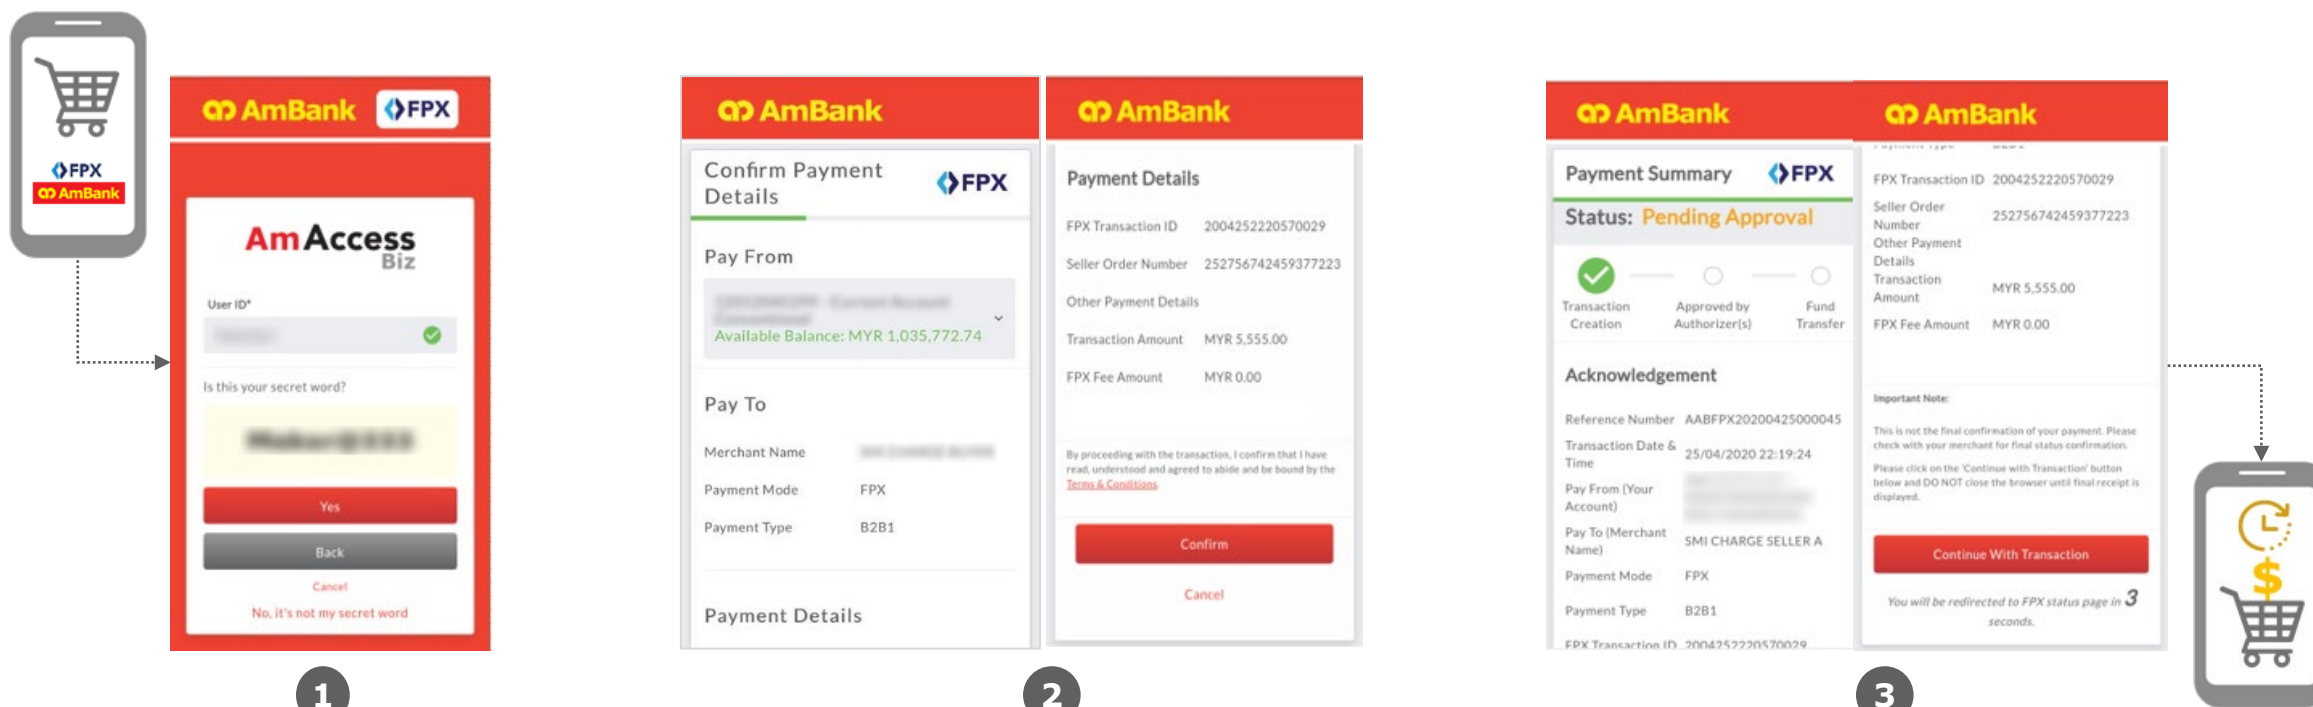 FPX
AmBank
AmBank FPX
AmAccess
Biz
User ID*
Is this your secret word?
Yes
Back
Cancel
No, it's not my secret word
1
AmBank
Confirm Payment
Details
FPX
Pay From
Available Balance: MYR 1,035,772.74
Pay To
Merchant Name
Payment Mode FPX
Payment Type B2B1
Payment Details
AmBank
Payment Details
FPX Transaction ID 2004252220570029
Seller Order Number 252756742459377223
Other Payment Details
Transaction Amount MYR 5,555.00
FPX Fee Amount MYR 0.00
By proceeding with the transaction, I confirm that I have
read, understood and agreed to abide and be bound by the
Terms & Conditions
Confirm
Cancel
2
AmBank
Payment Summary FPX
Status: Pending Approval
Transaction
Creation
Approved by
Authorizer(s)
Fund
Transfer
Acknowledgement
Reference Number AABFPX20200425000045
Transaction Date &
Time
25/04/2020 22:19:24
Pay From (Your
Account)
Pay To (Merchant
Name)
SMI CHARGE SELLER A
Payment Mode FPX
Payment Type B2B1
FPX Transaction ID 2004252220570029
AmBank
Payment Type B2B1
FPX Transaction ID 2004252220570029
Seller Order
Number
252756742459377223
Other Payment
Details
Transaction
Amount
MYR 5,555.00
FPX Fee Amount MYR 0.00
Important Note:
This is not the final confirmation of your payment. Please
check with your merchant for final status confirmation.
Please click on the 'Continue with Transaction' button
below and DO NOT close the browser until final receipt is
displayed.
Continue With Transaction
You will be redirected to FPX status page in 3
seconds.
3
$